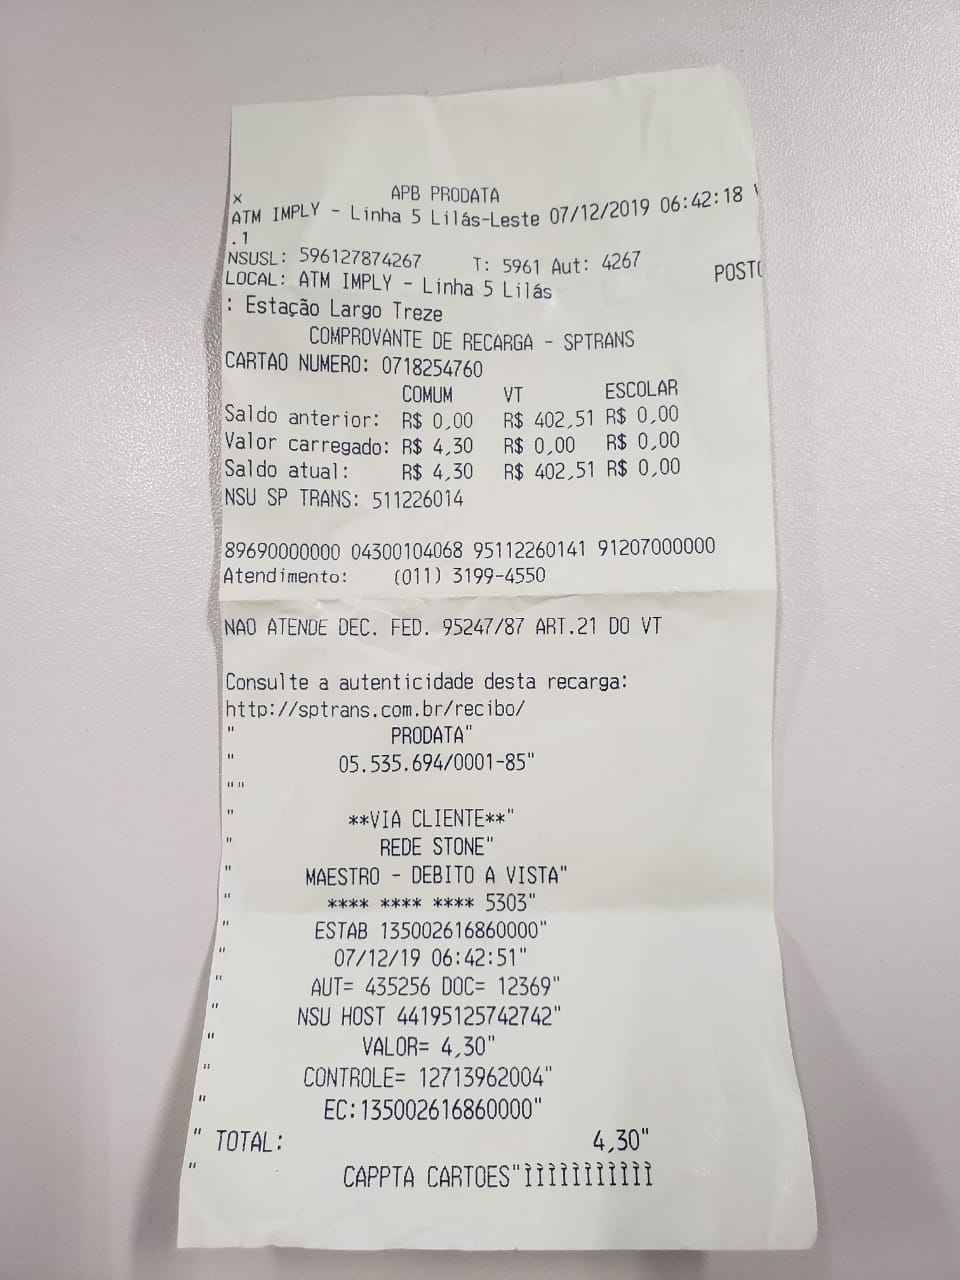 APB PRODATA
x
ATM IMPLY - Linha 5 Lilás-Leste 07/12/2019 06:42:18
.1
NSUSL: 596127874267 T: 5961 Aut: 4267
LOCAL: ATM IMPLY - Linha 5 Lilás POSTO
: Estação Largo Treze
COMPROVANTE DE RECARGA - SPTRANS
CARTAO NUMERO: 0718254760
COMUM VT ESCOLAR
Saldo anterior: R$ 0,00 R$ 402,51 R$ 0,00
Valor carregado: R$ 4,30 R$ 0,00 R$ 0,00
Saldo atual: R$ 4,30 R$ 402,51 R$ 0,00
NSU SP TRANS: 511226014
89690000000 04300104068 95112260141 91207000000
Atendimento: (011) 3199-4550
NAO ATENDE DEC. FED. 95247/87 ART.21 DO VT
Consulte a autenticidade desta recarga:
http://sptrans.com.br/recibo/
" PRODATA"
" 05.535.694/0001-85"
""
" **VIA CLIENTE**"
" REDE STONE"
" MAESTRO - DEBITO A VISTA"
" **** **** **** 5303"
" ESTAB 135002616860000"
" 07/12/19 06:42:51"
" AUT= 435256 DOC= 12369"
" NSU HOST 44195125742742"
" VALOR= 4,30"
" CONTROLE= 12713962004"
" EC:135002616860000"
" TOTAL: 4,30"
" CAPPTA CARTOES"ÌÌÌÌÌÌÌÌÌÌÌ